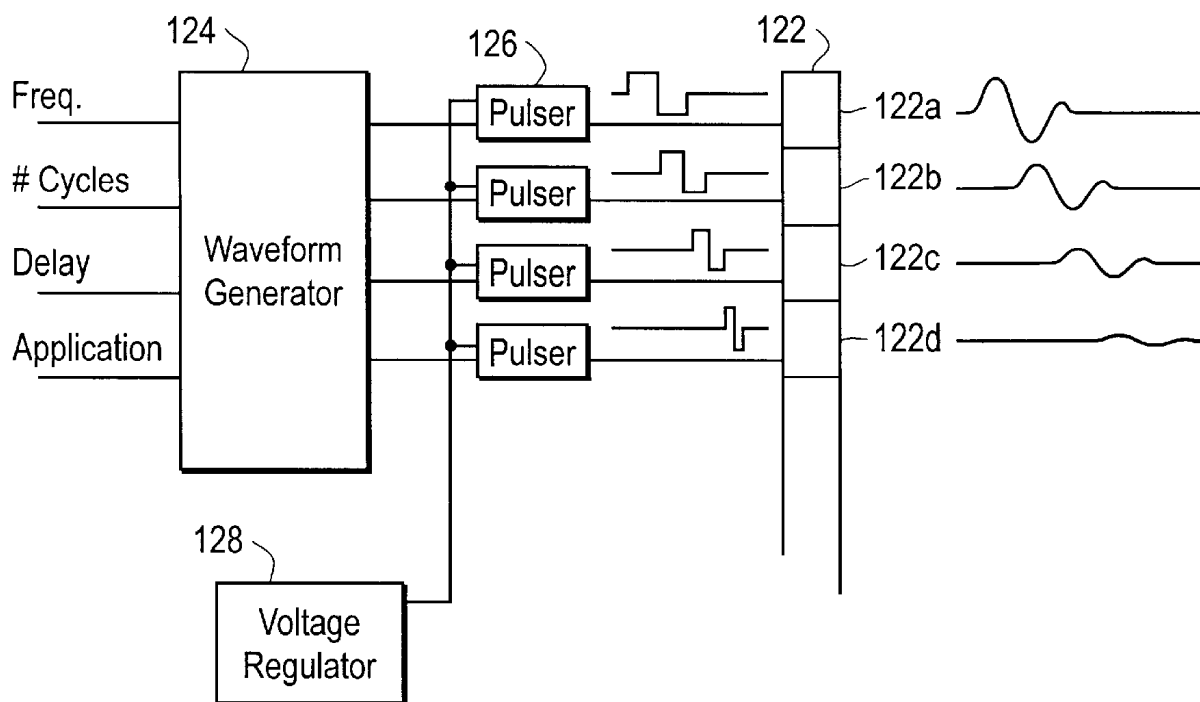 124
126
122
Freq.
Pulser
122a
# Cycles
Pulser
122b
Delay
Waveform
Generator
Pulser
122c
Application
Pulser
122d
128
Voltage
Regulator